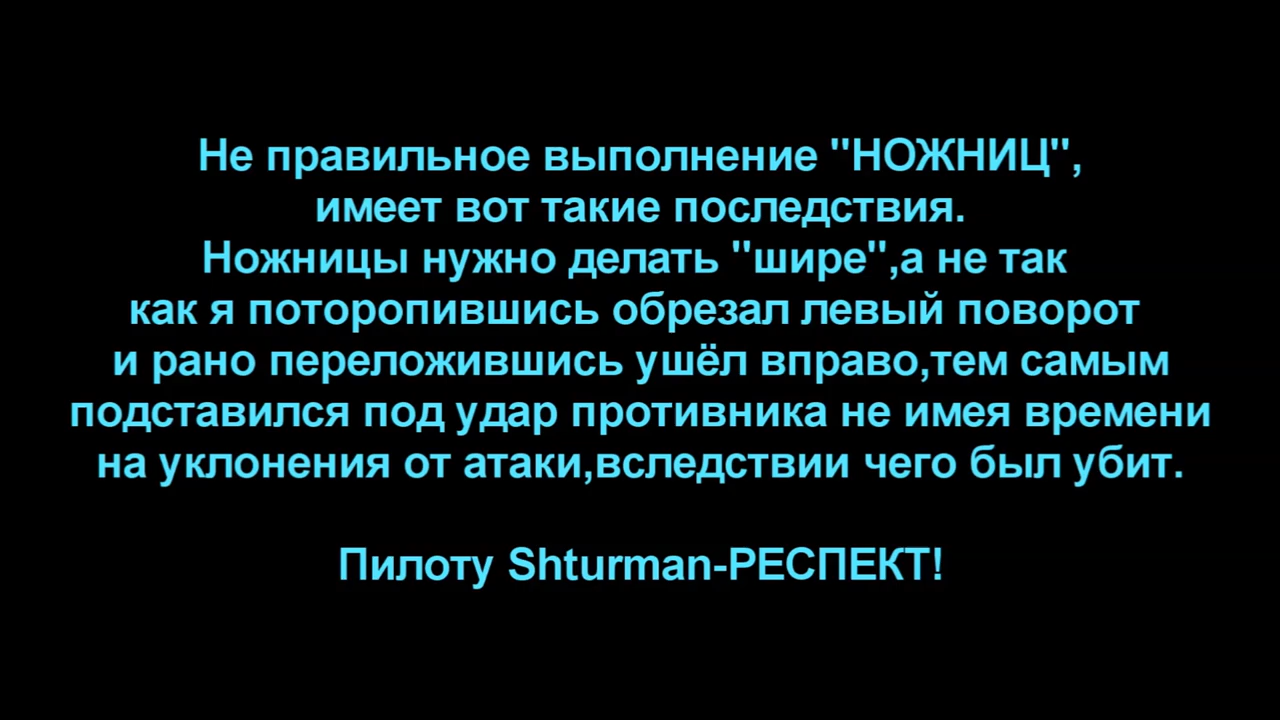 Не правильное выполнение "НОЖНИЦ",
имеет вот такие последствия.
Ножницы нужно делать "шире",а не так
как я поторопившись обрезал левый поворот
и рано переложившись ушёл вправо,тем самым
подставился под удар противника не имея времени
на уклонения от атаки,вследствии чего был убит.
Пилоту Shturman-РЕСПЕКТ!